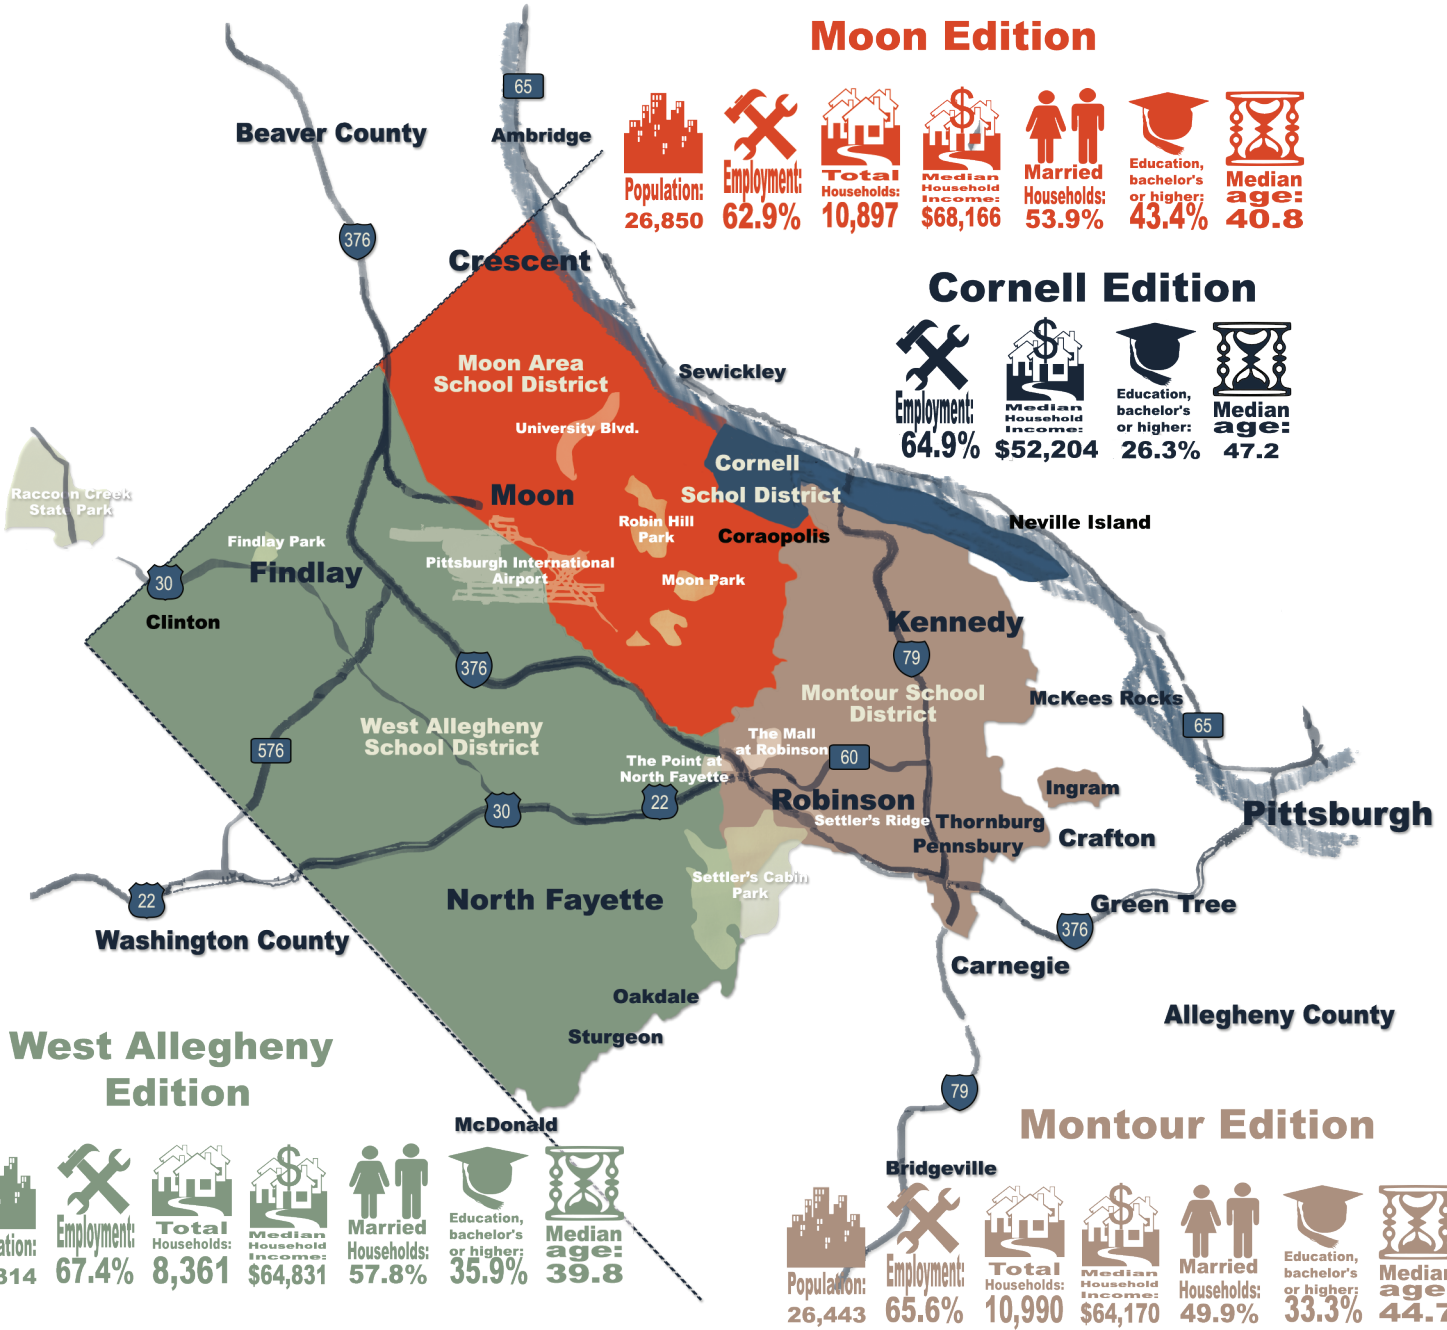 Moon Edition
65
Beaver County
Ambridge
Population:
26,850
Employment:
62.9%
Total
Households:
10,897
Median
Household
Income:
$68,166
Married
Households:
53.9%
Education,
bachelor's
or higher:
43.4%
Median
age:
40.8
376
Crescent
Cornell Edition
Employment:
64.9%
Median
Household
Income:
$52,204
Education,
bachelor's
or higher:
26.3%
Median
age:
47.2
Moon Area
School District
Sewickley
University Blvd.
Cornell
Schol District
Raccoon Creek
State Park
Moon
Robin Hill
Park
Coraopolis
Neville Island
Findlay Park
Findlay
Pittsburgh International
Airport
Moon Park
30
Clinton
Kennedy
376
79
Montour School
District
McKees Rocks
65
West Allegheny
School District
The Mall
at Robinson
576
The Point at
North Fayette
60
22
30
Robinson
Settler's Ridge
Thornburg
Pennsbury
Ingram
Crafton
Pittsburgh
Settler's Cabin
Park
22
North Fayette
Green Tree
376
Washington County
Carnegie
Oakdale
Allegheny County
Sturgeon
West Allegheny
Edition
79
McDonald
Montour Edition
Bridgeville
ation:
814
Employment:
67.4%
Total
Households:
8,361
Median
Household
Income:
$64,831
Married
Households:
57.8%
Education,
bachelor's
or higher:
35.9%
Median
age:
39.8
Population:
26,443
Employment:
65.6%
Total
Households:
10,990
Median
Household
Income:
$64,170
Married
Households:
49.9%
Education,
bachelor's
or higher:
33.3%
Median
age:
44.7